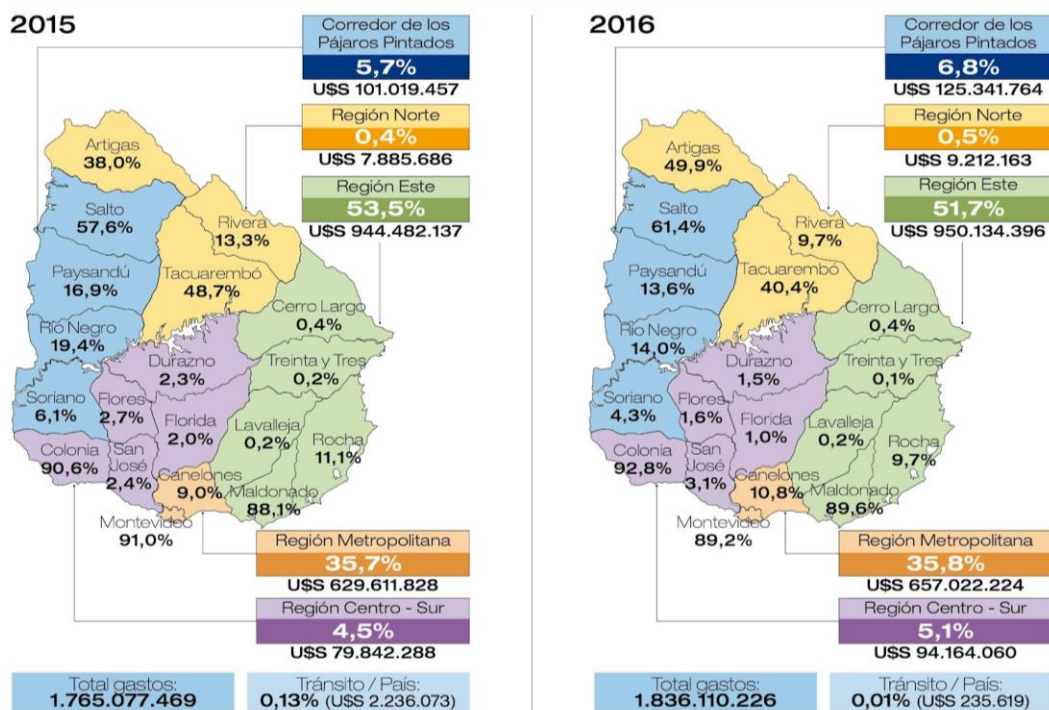 2015
Corredor de los
Pájaros Pintados
5,7%
U$S 101.019.457
Región Norte
0,4%
U$S 7.885.686
Región Este
53,5%
U$S 944.482.137
Artigas
38,0%
Salto
57,6%
Rivera
13,3%
Paysandú
16,9%
Tacuarembó
48,7%
Cerro Largo
0,4%
Río Negro
19,4%
Durazno
2,3%
Treinta y Tres
0,2%
Soriano
6,1%
Flores
2,7%
Florida
2,0%
Lavalleja
0,2%
Rocha
11,1%
Colonia
90,6%
San
José
2,4%
Canelones
9,0%
Maldonado
88,1%
Montevideo
91,0%
Región Metropolitana
35,7%
U$S 629.611.828
Región Centro - Sur
4,5%
U$S 79.842.288
Total gastos:
1.765.077.469
Tránsito / País:
0,13% (U$S 2.236.073)
2016
Corredor de los
Pájaros Pintados
6,8%
U$S 125.341.764
Región Norte
0,5%
U$S 9.212.163
Región Este
51,7%
U$S 950.134.396
Artigas
49,9%
Salto
61,4%
Rivera
9,7%
Paysandú
13,6%
Tacuarembó
40,4%
Cerro Largo
0,4%
Río Negro
14,0%
Durazno
1,5%
Treinta y Tres
0,1%
Soriano
4,3%
Flores
1,6%
Florida
1,0%
Lavalleja
0,2%
Rocha
9,7%
Colonia
92,8%
San
José
3,1%
Canelones
10,8%
Maldonado
89,6%
Montevideo
89,2%
Región Metropolitana
35,8%
U$S 657.022.224
Región Centro - Sur
5,1%
U$S 94.164.060
Total gastos:
1.836.110.226
Tránsito / País:
0,01% (U$S 235.619)